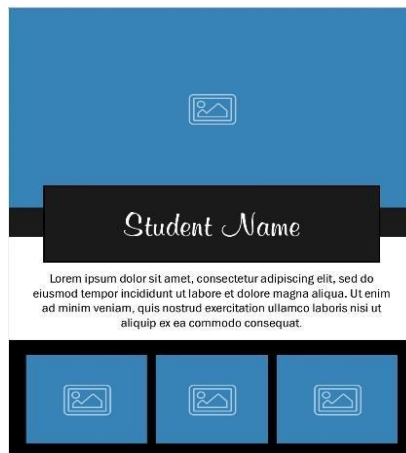 Student Name
Lorem ipsum dolor sit amet, consectetur adipiscing elit, sed do
eiusmod tempor incididunt ut labore et dolore magna aliqua. Ut enim
ad minim veniam, quis nostrud exercitation ullamco laboris nisi ut
aliquip ex ea commodo consequat.